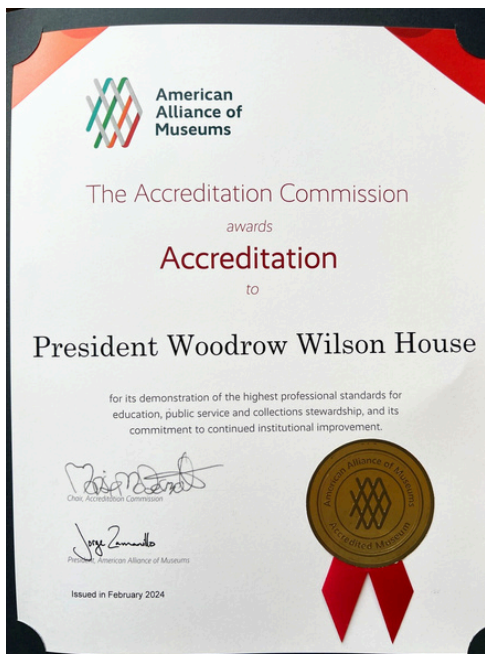 American
Alliance of
Museums
The Accreditation Commission
awards
Accreditation
to
President Woodrow Wilson House
for its demonstration of the highest professional standards for
education, public service and collections stewardship, and its
commitment to continued institutional improvement.
Chair, Accreditation Commission
Jorge Zamanillo
President, American Alliance of Museums
Issued in February 2024
American Alliance of Museums
Accredited Museum